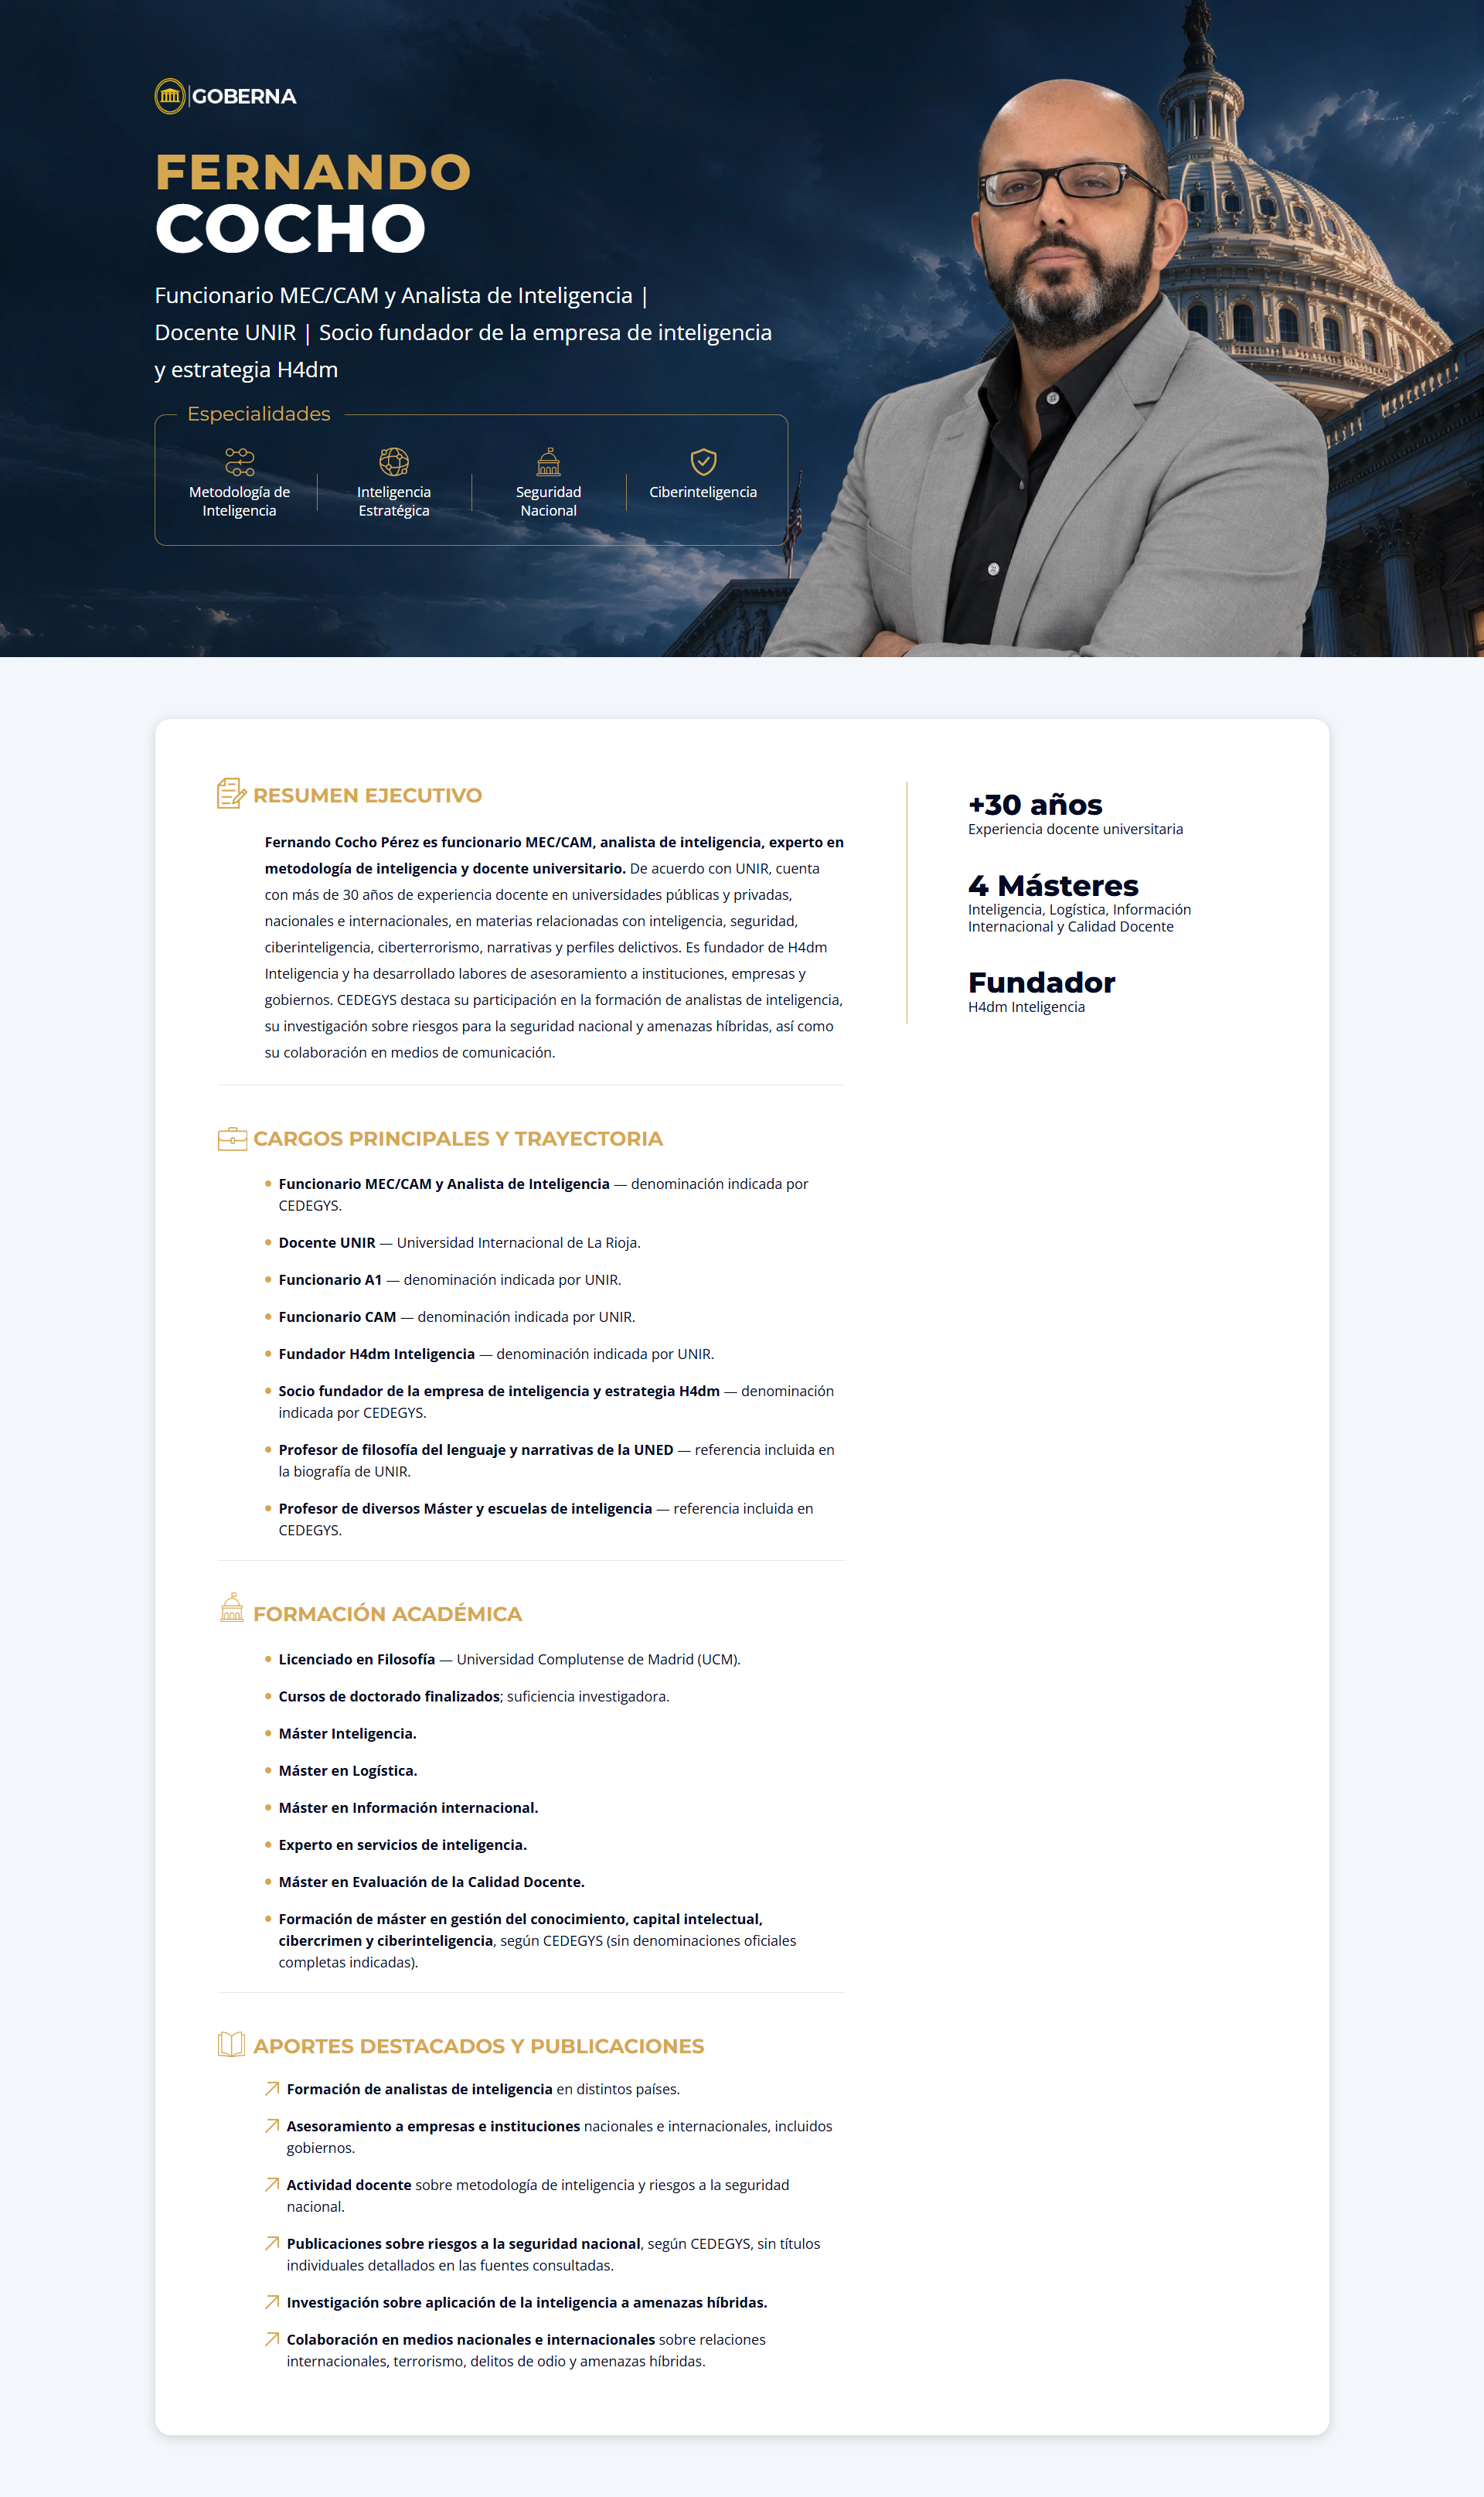 GOBERNA
FERNANDO
COCHO
Funcionario MEC/CAM y Analista de Inteligencia |
Docente UNIR | Socio fundador de la empresa de inteligencia
y estrategia H4dm
Especialidades
Metodología de
Inteligencia
Inteligencia
Estratégica
Seguridad
Nacional
Ciberinteligencia
RESUMEN EJECUTIVO
Fernando Cocho Pérez es funcionario MEC/CAM, analista de inteligencia, experto en
metodología de inteligencia y docente universitario. De acuerdo con UNIR, cuenta
con más de 30 años de experiencia docente en universidades públicas y privadas,
nacionales e internacionales, en materias relacionadas con inteligencia, seguridad,
ciberinteligencia, ciberterrorismo, narrativas y perfiles delictivos. Es fundador de H4dm
Inteligencia y ha desarrollado labores de asesoramiento a instituciones, empresas y
gobiernos. CEDEGYS destaca su participación en la formación de analistas de inteligencia,
su investigación sobre riesgos para la seguridad nacional y amenazas híbridas, así como
su colaboración en medios de comunicación.
+30 años
Experiencia docente universitaria
4 Másteres
Inteligencia, Logística, Información
Internacional y Calidad Docente
Fundador
H4dm Inteligencia
CARGOS PRINCIPALES Y TRAYECTORIA
Funcionario MEC/CAM y Analista de Inteligencia — denominación indicada por
CEDEGYS.
Docente UNIR — Universidad Internacional de La Rioja.
Funcionario A1 — denominación indicada por UNIR.
Funcionario CAM — denominación indicada por UNIR.
Fundador H4dm Inteligencia — denominación indicada por UNIR.
Socio fundador de la empresa de inteligencia y estrategia H4dm — denominación
indicada por CEDEGYS.
Profesor de filosofía del lenguaje y narrativas de la UNED — referencia incluida en
la biografía de UNIR.
Profesor de diversos Máster y escuelas de inteligencia — referencia incluida en
CEDEGYS.
FORMACIÓN ACADÉMICA
Licenciado en Filosofía — Universidad Complutense de Madrid (UCM).
Cursos de doctorado finalizados; suficiencia investigadora.
Máster Inteligencia.
Máster en Logística.
Máster en Información internacional.
Experto en servicios de inteligencia.
Máster en Evaluación de la Calidad Docente.
Formación de máster en gestión del conocimiento, capital intelectual,
cibercrimen y ciberinteligencia, según CEDEGYS (sin denominaciones oficiales
completas indicadas).
APORTES DESTACADOS Y PUBLICACIONES
Formación de analistas de inteligencia en distintos países.
Asesoramiento a empresas e instituciones nacionales e internacionales, incluidos
gobiernos.
Actividad docente sobre metodología de inteligencia y riesgos a la seguridad
nacional.
Publicaciones sobre riesgos a la seguridad nacional, según CEDEGYS, sin títulos
individuales detallados en las fuentes consultadas.
Investigación sobre aplicación de la inteligencia a amenazas híbridas.
Colaboración en medios nacionales e internacionales sobre relaciones
internacionales, terrorismo, delitos de odio y amenazas híbridas.